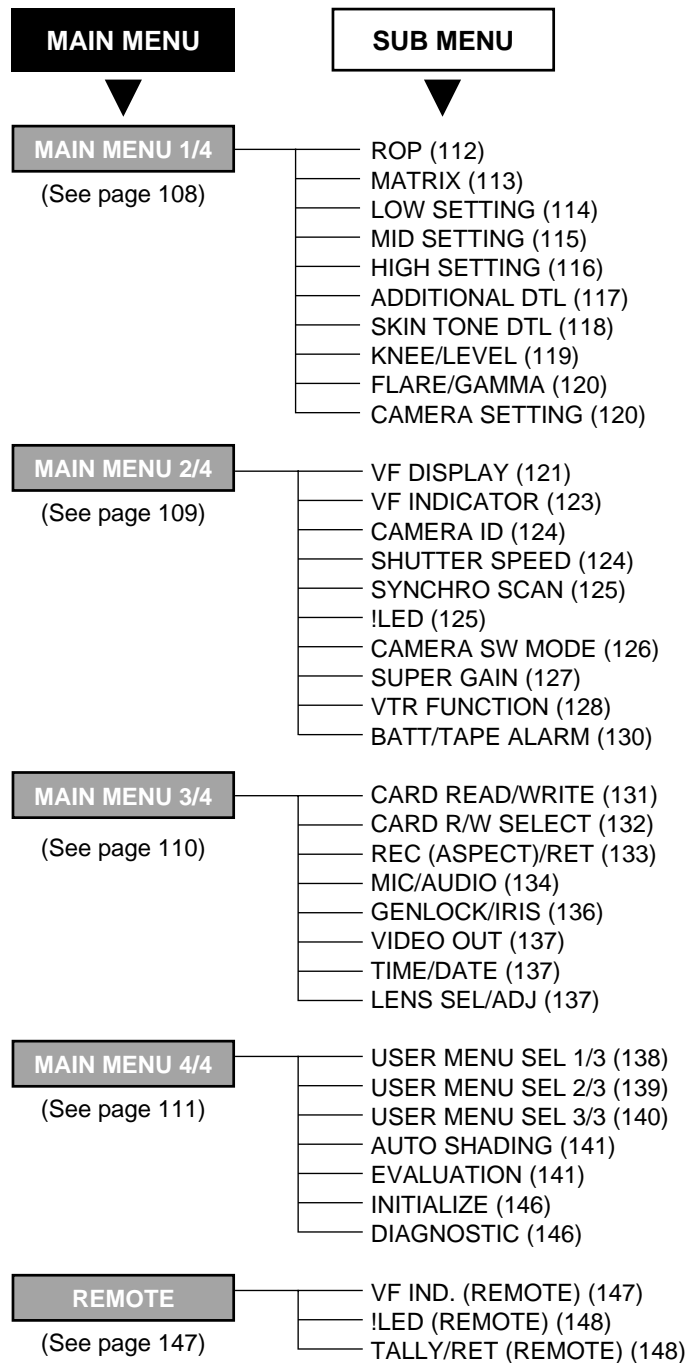 MAIN MENU
SUB MENU
MAIN MENU 1/4
(See page 108)
ROP (112)
MATRIX (113)
LOW SETTING (114)
MID SETTING (115)
HIGH SETTING (116)
ADDITIONAL DTL (117)
SKIN TONE DTL (118)
KNEE/LEVEL (119)
FLARE/GAMMA (120)
CAMERA SETTING (120)
MAIN MENU 2/4
(See page 109)
VF DISPLAY (121)
VF INDICATOR (123)
CAMERA ID (124)
SHUTTER SPEED (124)
SYNCHRO SCAN (125)
!LED (125)
CAMERA SW MODE (126)
SUPER GAIN (127)
VTR FUNCTION (128)
BATT/TAPE ALARM (130)
MAIN MENU 3/4
(See page 110)
CARD READ/WRITE (131)
CARD R/W SELECT (132)
REC (ASPECT)/RET (133)
MIC/AUDIO (134)
GENLOCK/IRIS (136)
VIDEO OUT (137)
TIME/DATE (137)
LENS SEL/ADJ (137)
MAIN MENU 4/4
(See page 111)
USER MENU SEL 1/3 (138)
USER MENU SEL 2/3 (139)
USER MENU SEL 3/3 (140)
AUTO SHADING (141)
EVALUATION (141)
INITIALIZE (146)
DIAGNOSTIC (146)
REMOTE
(See page 147)
VF IND. (REMOTE) (147)
!LED (REMOTE) (148)
TALLY/RET (REMOTE) (148)